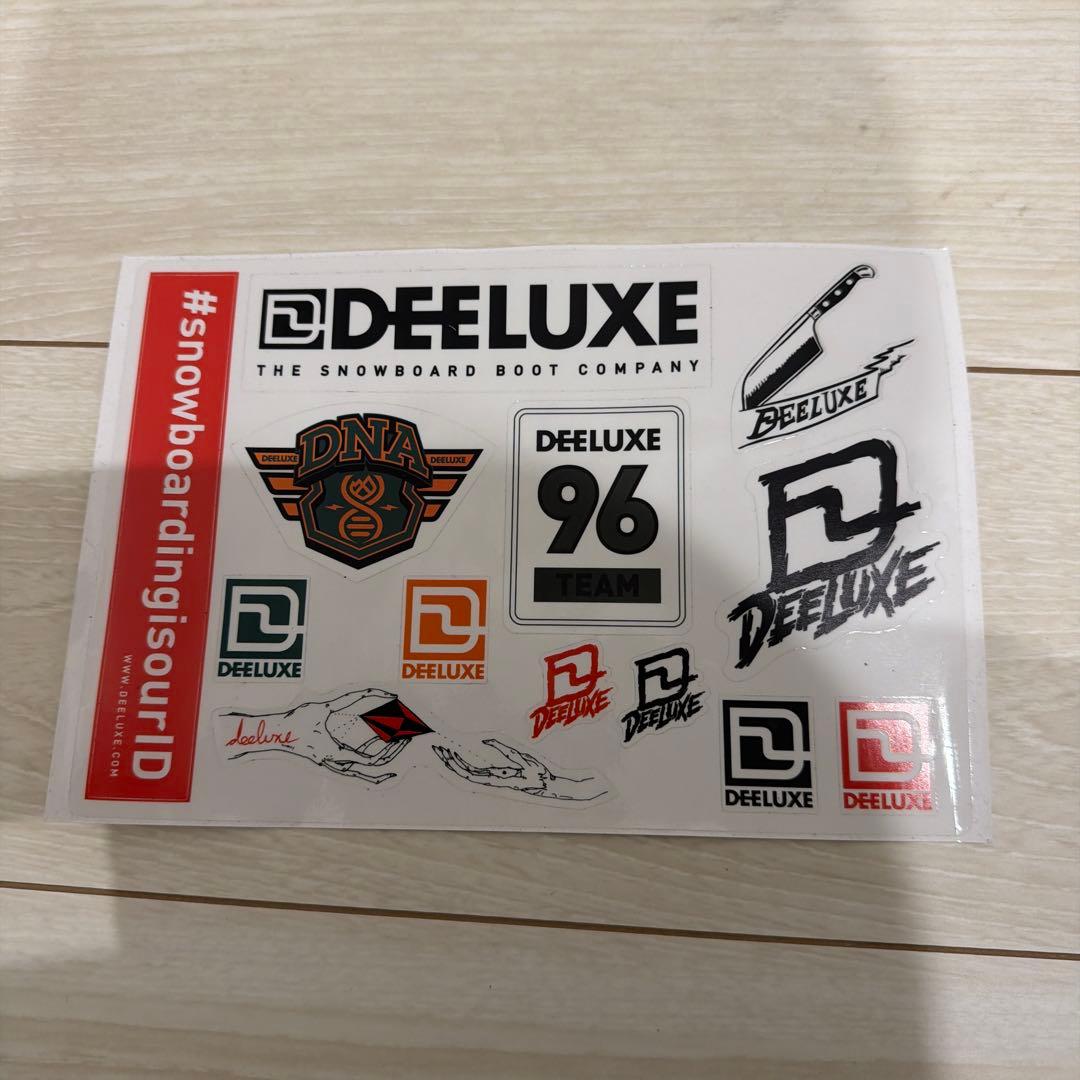 #snowboardingisourID
WWW.DEELUXE.COM
DEELUXE
THE SNOWBOARD BOOT COMPANY
DEELUXE
DNA
DEELUXE DEELUXE
DEELUXE
96
TEAM
DEELUXE
DEELUXE
DEELUXE
DEELUXE
DEELUXE
deeluxe
DEELUXE
DEELUXE